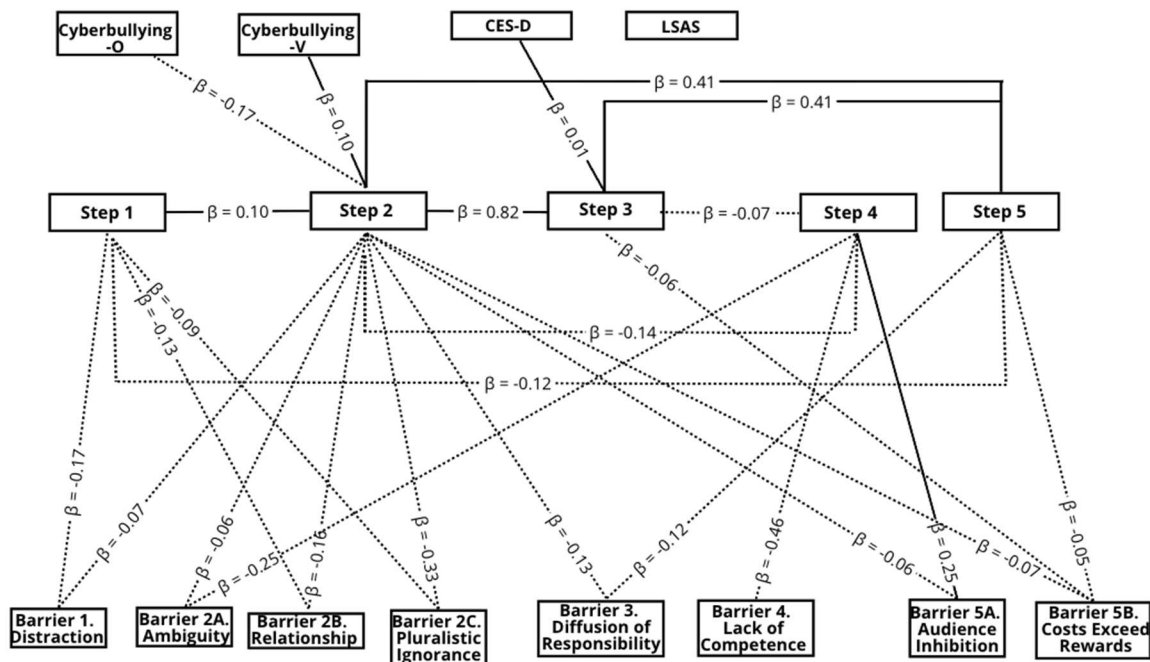 Cyberbullying
-O
Cyberbullying
-V
CES-D
LSAS
β = -0.17
β = 0.10
β = 0.01
β = 0.41
β = 0.41
Step 1
β = 0.10
Step 2
β = 0.82
Step 3
β = -0.07
Step 4
Step 5
β = -0.09
β = -0.13
β = -0.06
β = -0.14
β = -0.12
β = -0.17
β = -0.07
β = -0.06
β = -0.25
β = -0.16
β = -0.33
β = -0.13
β = -0.12
β = -0.46
β = -0.06
β = 0.25
β = -0.07
β = -0.05
Barrier 1.
Distraction
Barrier 2A.
Ambiguity
Barrier 2B.
Relationship
Barrier 2C.
Pluralistic
Ignorance
Barrier 3.
Diffusion of
Responsibility
Barrier 4.
Lack of
Competence
Barrier 5A.
Audience
Inhibition
Barrier 5B.
Costs Exceed
Rewards